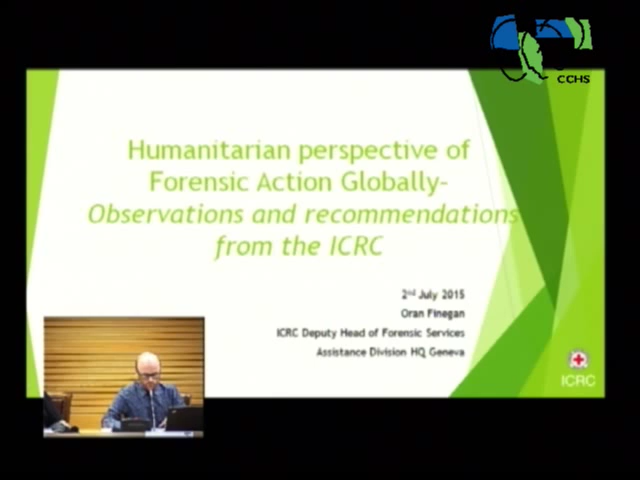 CCHS
Humanitarian perspective of
Forensic Action Globally–
Observations and recommendations
from the ICRC
2nd July 2015
Oran Finegan
ICRC Deputy Head of Forensic Services
Assistance Division HQ Geneva
ICRC